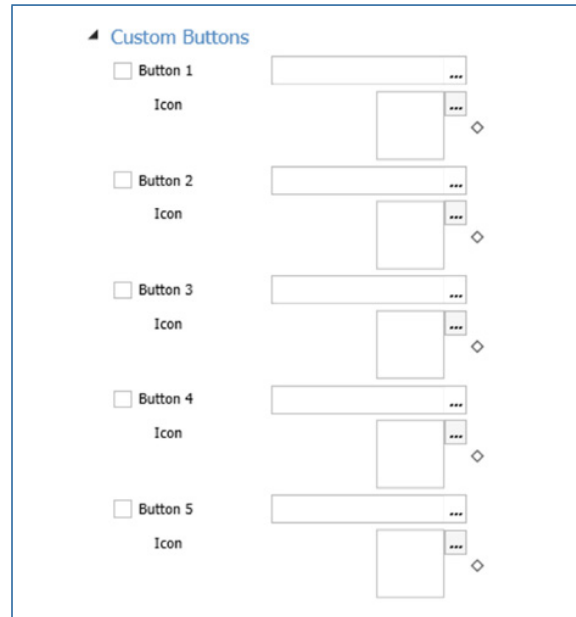 Custom Buttons
Button 1
...
Icon
...
Button 2
...
Icon
...
Button 3
...
Icon
...
Button 4
...
Icon
...
Button 5
...
Icon
...